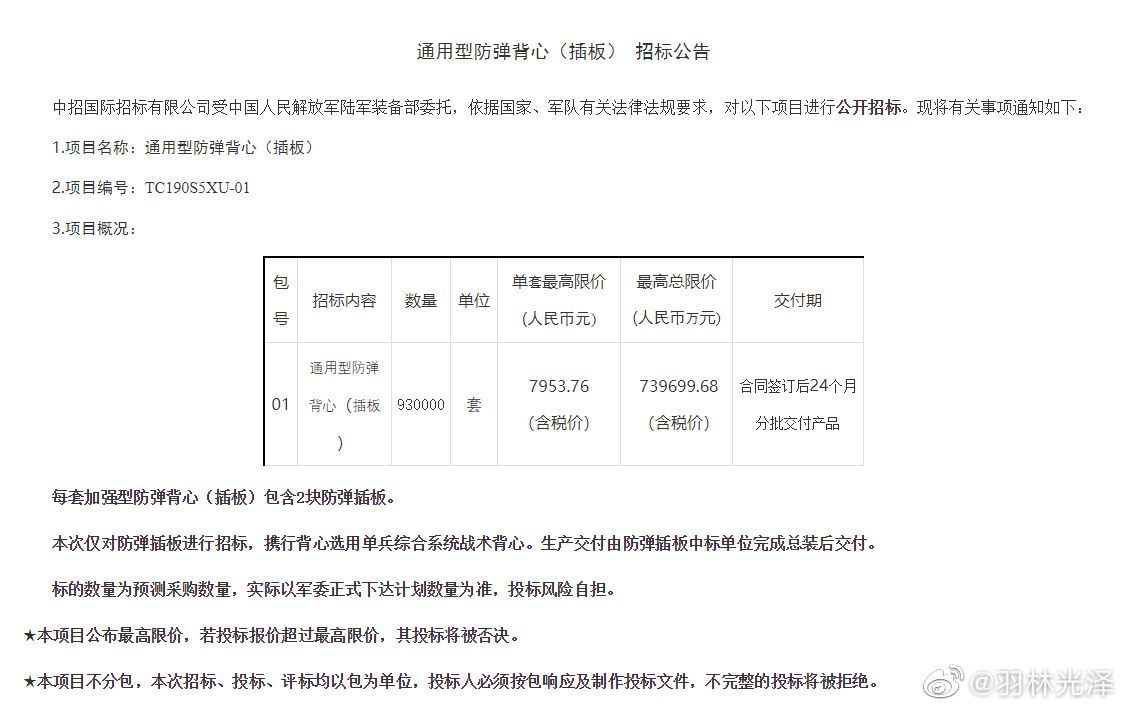 通用型防弹背心（插板） 招标公告
中招国际招标有限公司受中国人民解放军陆军装备部委托，依据国家、军队有关法律法规要求，对以下项目进行公开招标。现将有关事项通知如下：
1.项目名称：通用型防弹背心（插板）
2.项目编号：TC190S5XU-01
3.项目概况：
包号 招标内容 数量 单位 单套最高限价(人民币元) 最高总限价(人民币万元) 交付期
01 通用型防弹背心（插板） 930000 套 7953.76(含税价) 739699.68(含税价) 合同签订后24个月分批交付产品
每套加强型防弹背心（插板）包含2块防弹插板。
本次仅对防弹插板进行招标，携行背心选用单兵综合系统战术背心。生产交付由防弹插板中标单位完成总装后交付。
标的数量为预测采购数量，实际以军委正式下达计划数量为准，投标风险自担。
★本项目公布最高限价，若投标报价超过最高限价，其投标将被否决。
★本项目不分包，本次招标、投标、评标均以包为单位，投标人必须按包响应及制作投标文件，不完整的投标将被拒绝。
@羽林光泽